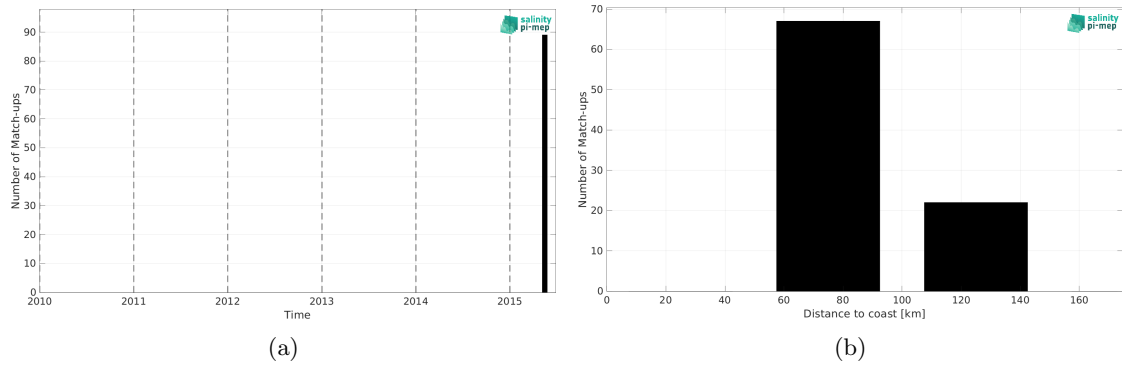 salinity
pi-mep
90
80
70
60
50
40
30
20
10
0
Number of Match-ups
2010 2011 2012 2013 2014 2015
Time
(a)
salinity
pi-mep
70
60
50
40
30
20
10
0
Number of Match-ups
0 20 40 60 80 100 120 140 160
Distance to coast [km]
(b)